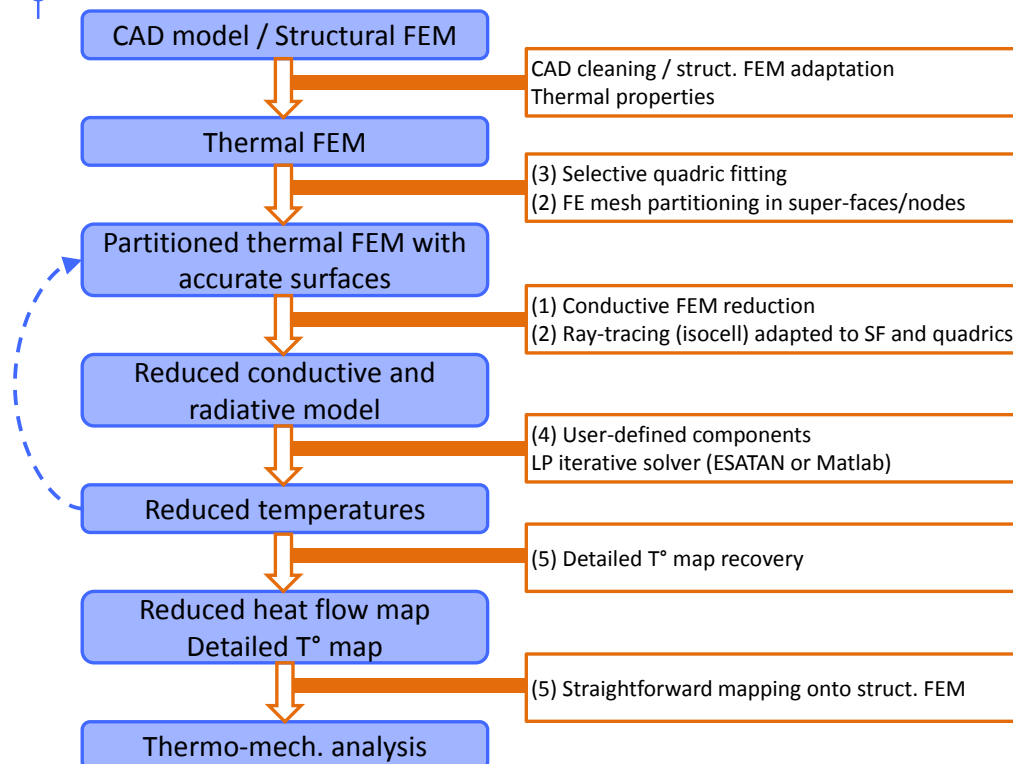 CAD model / Structural FEM
CAD cleaning / struct. FEM adaptation
Thermal properties
Thermal FEM
(3) Selective quadric fitting
(2) FE mesh partitioning in super-faces/nodes
Partitioned thermal FEM with
accurate surfaces
(1) Conductive FEM reduction
(2) Ray-tracing (isocell) adapted to SF and quadrics
Reduced conductive and
radiative model
(4) User-defined components
LP iterative solver (ESATAN or Matlab)
Reduced temperatures
(5) Detailed T° map recovery
Reduced heat flow map
Detailed T° map
(5) Straightforward mapping onto struct. FEM
Thermo-mech. analysis